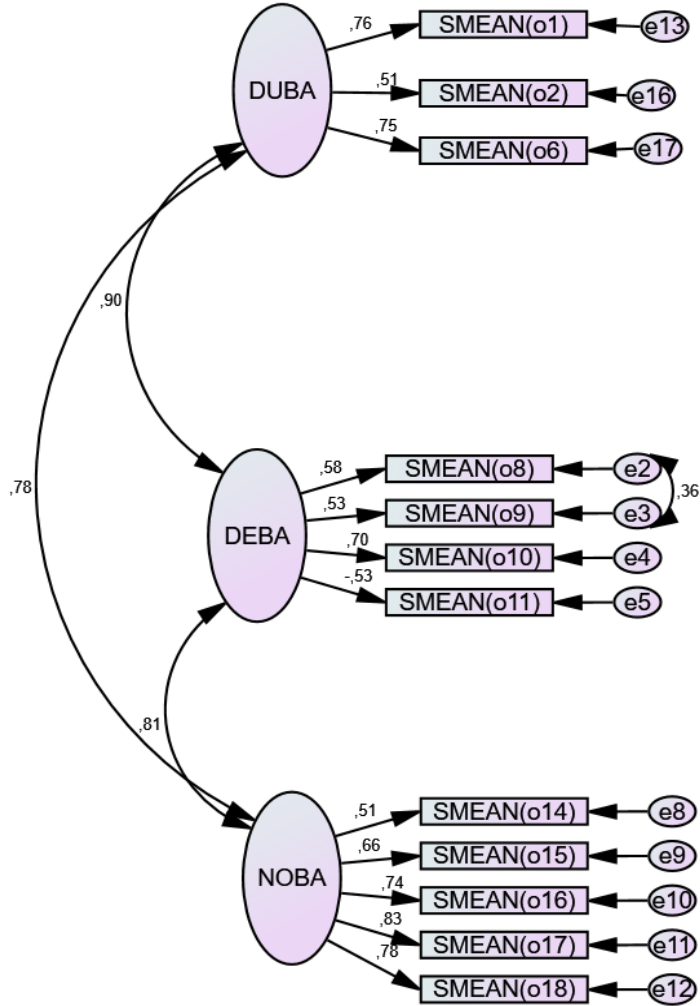 ,76
SMEAN(o1)
e13
DUBA
,51
SMEAN(o2)
e16
,75
SMEAN(o6)
e17
,90
,78
,58
SMEAN(o8)
e2
,36
,53
SMEAN(o9)
e3
DEBA
,70
SMEAN(o10)
e4
-,53
SMEAN(o11)
e5
,81
,51
SMEAN(o14)
e8
,66
SMEAN(o15)
e9
NOBA
,74
SMEAN(o16)
e10
,83
SMEAN(o17)
e11
,78
SMEAN(o18)
e12